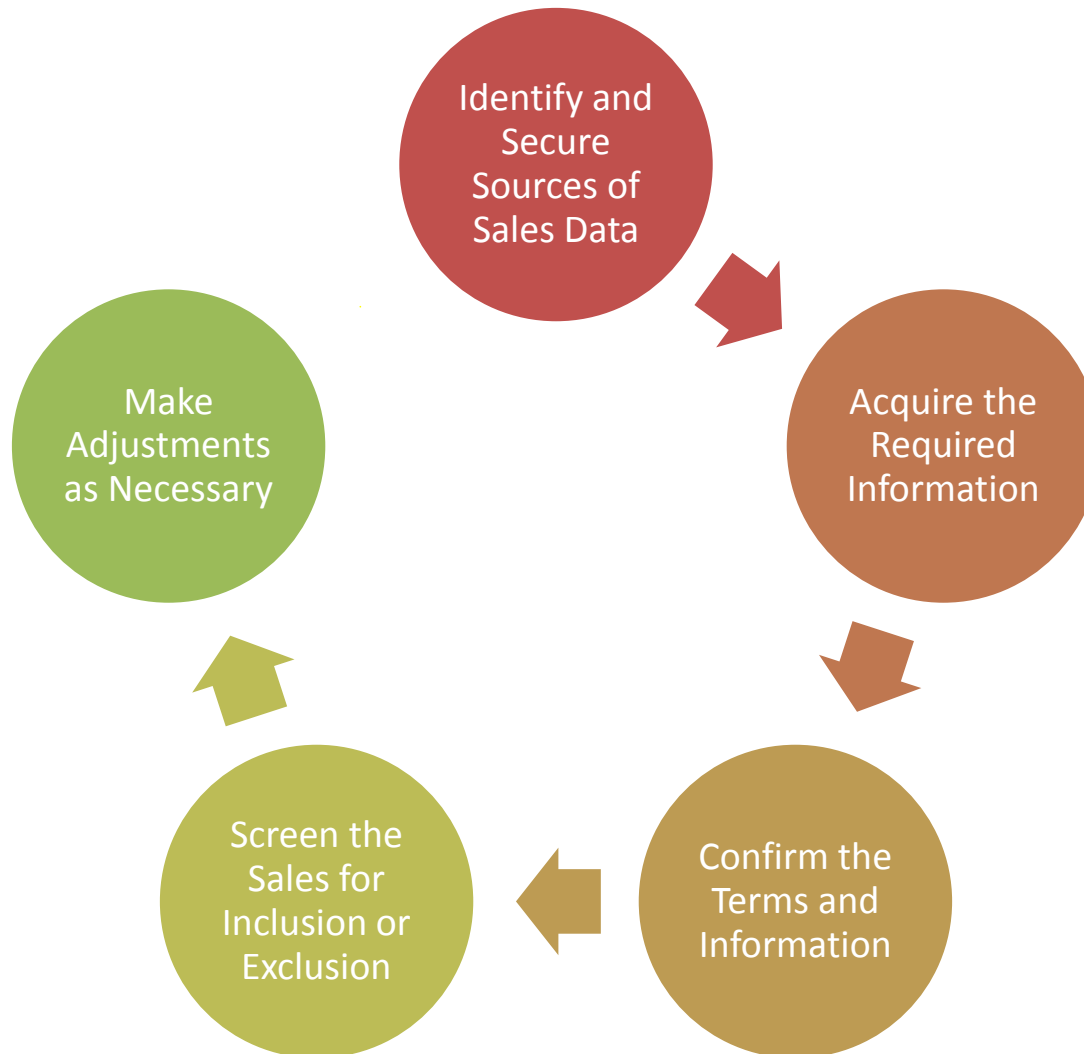 Identify and
Secure
Sources of
Sales Data
Acquire the
Required
Information
Confirm the
Terms and
Information
Screen the
Sales for
Inclusion or
Exclusion
Make
Adjustments
as Necessary